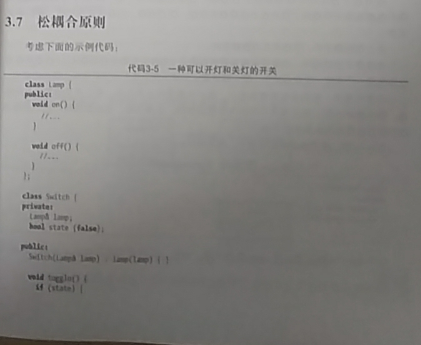 3.7 松耦合原则
考虑下面的示例代码：
代码3-5 一种可以开灯和关灯的开关
class Lamp {
public:
void on() {
//...
}
void off() {
//...
}
};
class Switch {
private:
Lamp& lamp;
bool state {false};
public:
Switch(Lamp& lamp) : lamp(lamp) { }
void toggle() {
if (state) {